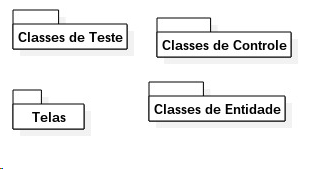 Classes de Teste
Classes de Controle
Telas
Classes de Entidade